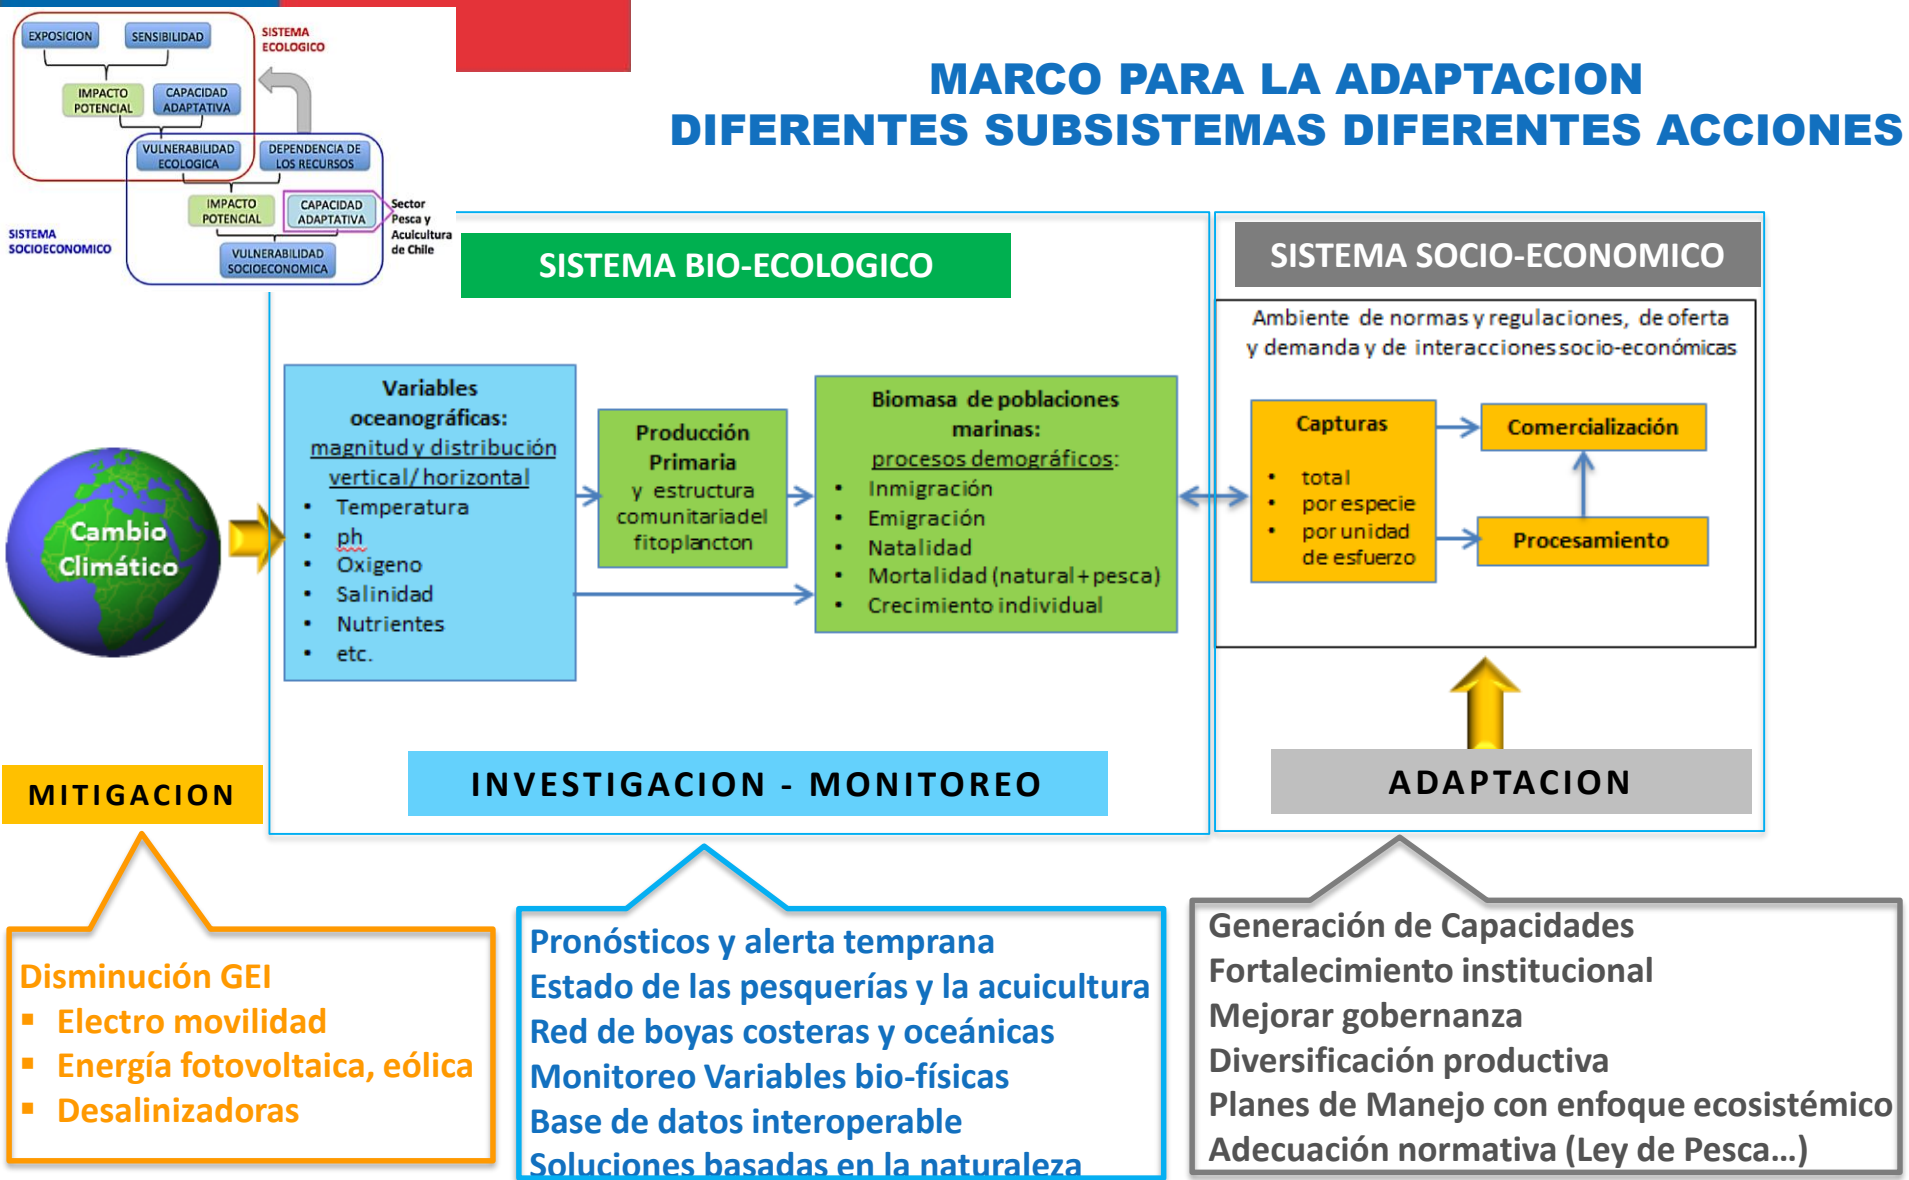 EXPOSICION
SENSIBILIDAD
SISTEMA
ECOLOGICO
IMPACTO
POTENCIAL
CAPACIDAD
ADAPTATIVA
VULNERABILIDAD
ECOLOGICA
DEPENDENCIA DE
LOS RECURSOS
IMPACTO
POTENCIAL
CAPACIDAD
ADAPTATIVA
Sector
Pesca y
Acuicultura
de Chile
SISTEMA
SOCIOECONOMICO
VULNERABILIDAD
SOCIOECONOMICA
MARCO PARA LA ADAPTACION
DIFERENTES SUBSISTEMAS DIFERENTES ACCIONES
SISTEMA BIO-ECOLOGICO
SISTEMA SOCIO-ECONOMICO
Ambiente de normas y regulaciones, de oferta
y demanda y de interacciones socio-económicas
Cambio
Climático
Variables
oceanográficas:
magnitud y distribución
vertical/horizontal
• Temperatura
• ph
• Oxigeno
• Salinidad
• Nutrientes
• etc.
Producción
Primaria
y estructura
comunitariadel
fitoplancton
Biomasa de poblaciones
marinas:
procesos demográficos:
• Inmigración
• Emigración
• Natalidad
• Mortalidad (natural+pesca)
• Crecimiento individual
Capturas
• total
• por especie
• por unidad
de esfuerzo
Comercialización
Procesamiento
MITIGACION
INVESTIGACION - MONITOREO
ADAPTACION
Disminución GEI
▪ Electro movilidad
▪ Energía fotovoltaica, eólica
▪ Desalinizadoras
Pronósticos y alerta temprana
Estado de las pesquerías y la acuicultura
Red de boyas costeras y oceánicas
Monitoreo Variables bio-físicas
Base de datos interoperable
Soluciones basadas en la naturaleza
Generación de Capacidades
Fortalecimiento institucional
Mejorar gobernanza
Diversificación productiva
Planes de Manejo con enfoque ecosistémico
Adecuación normativa (Ley de Pesca...)